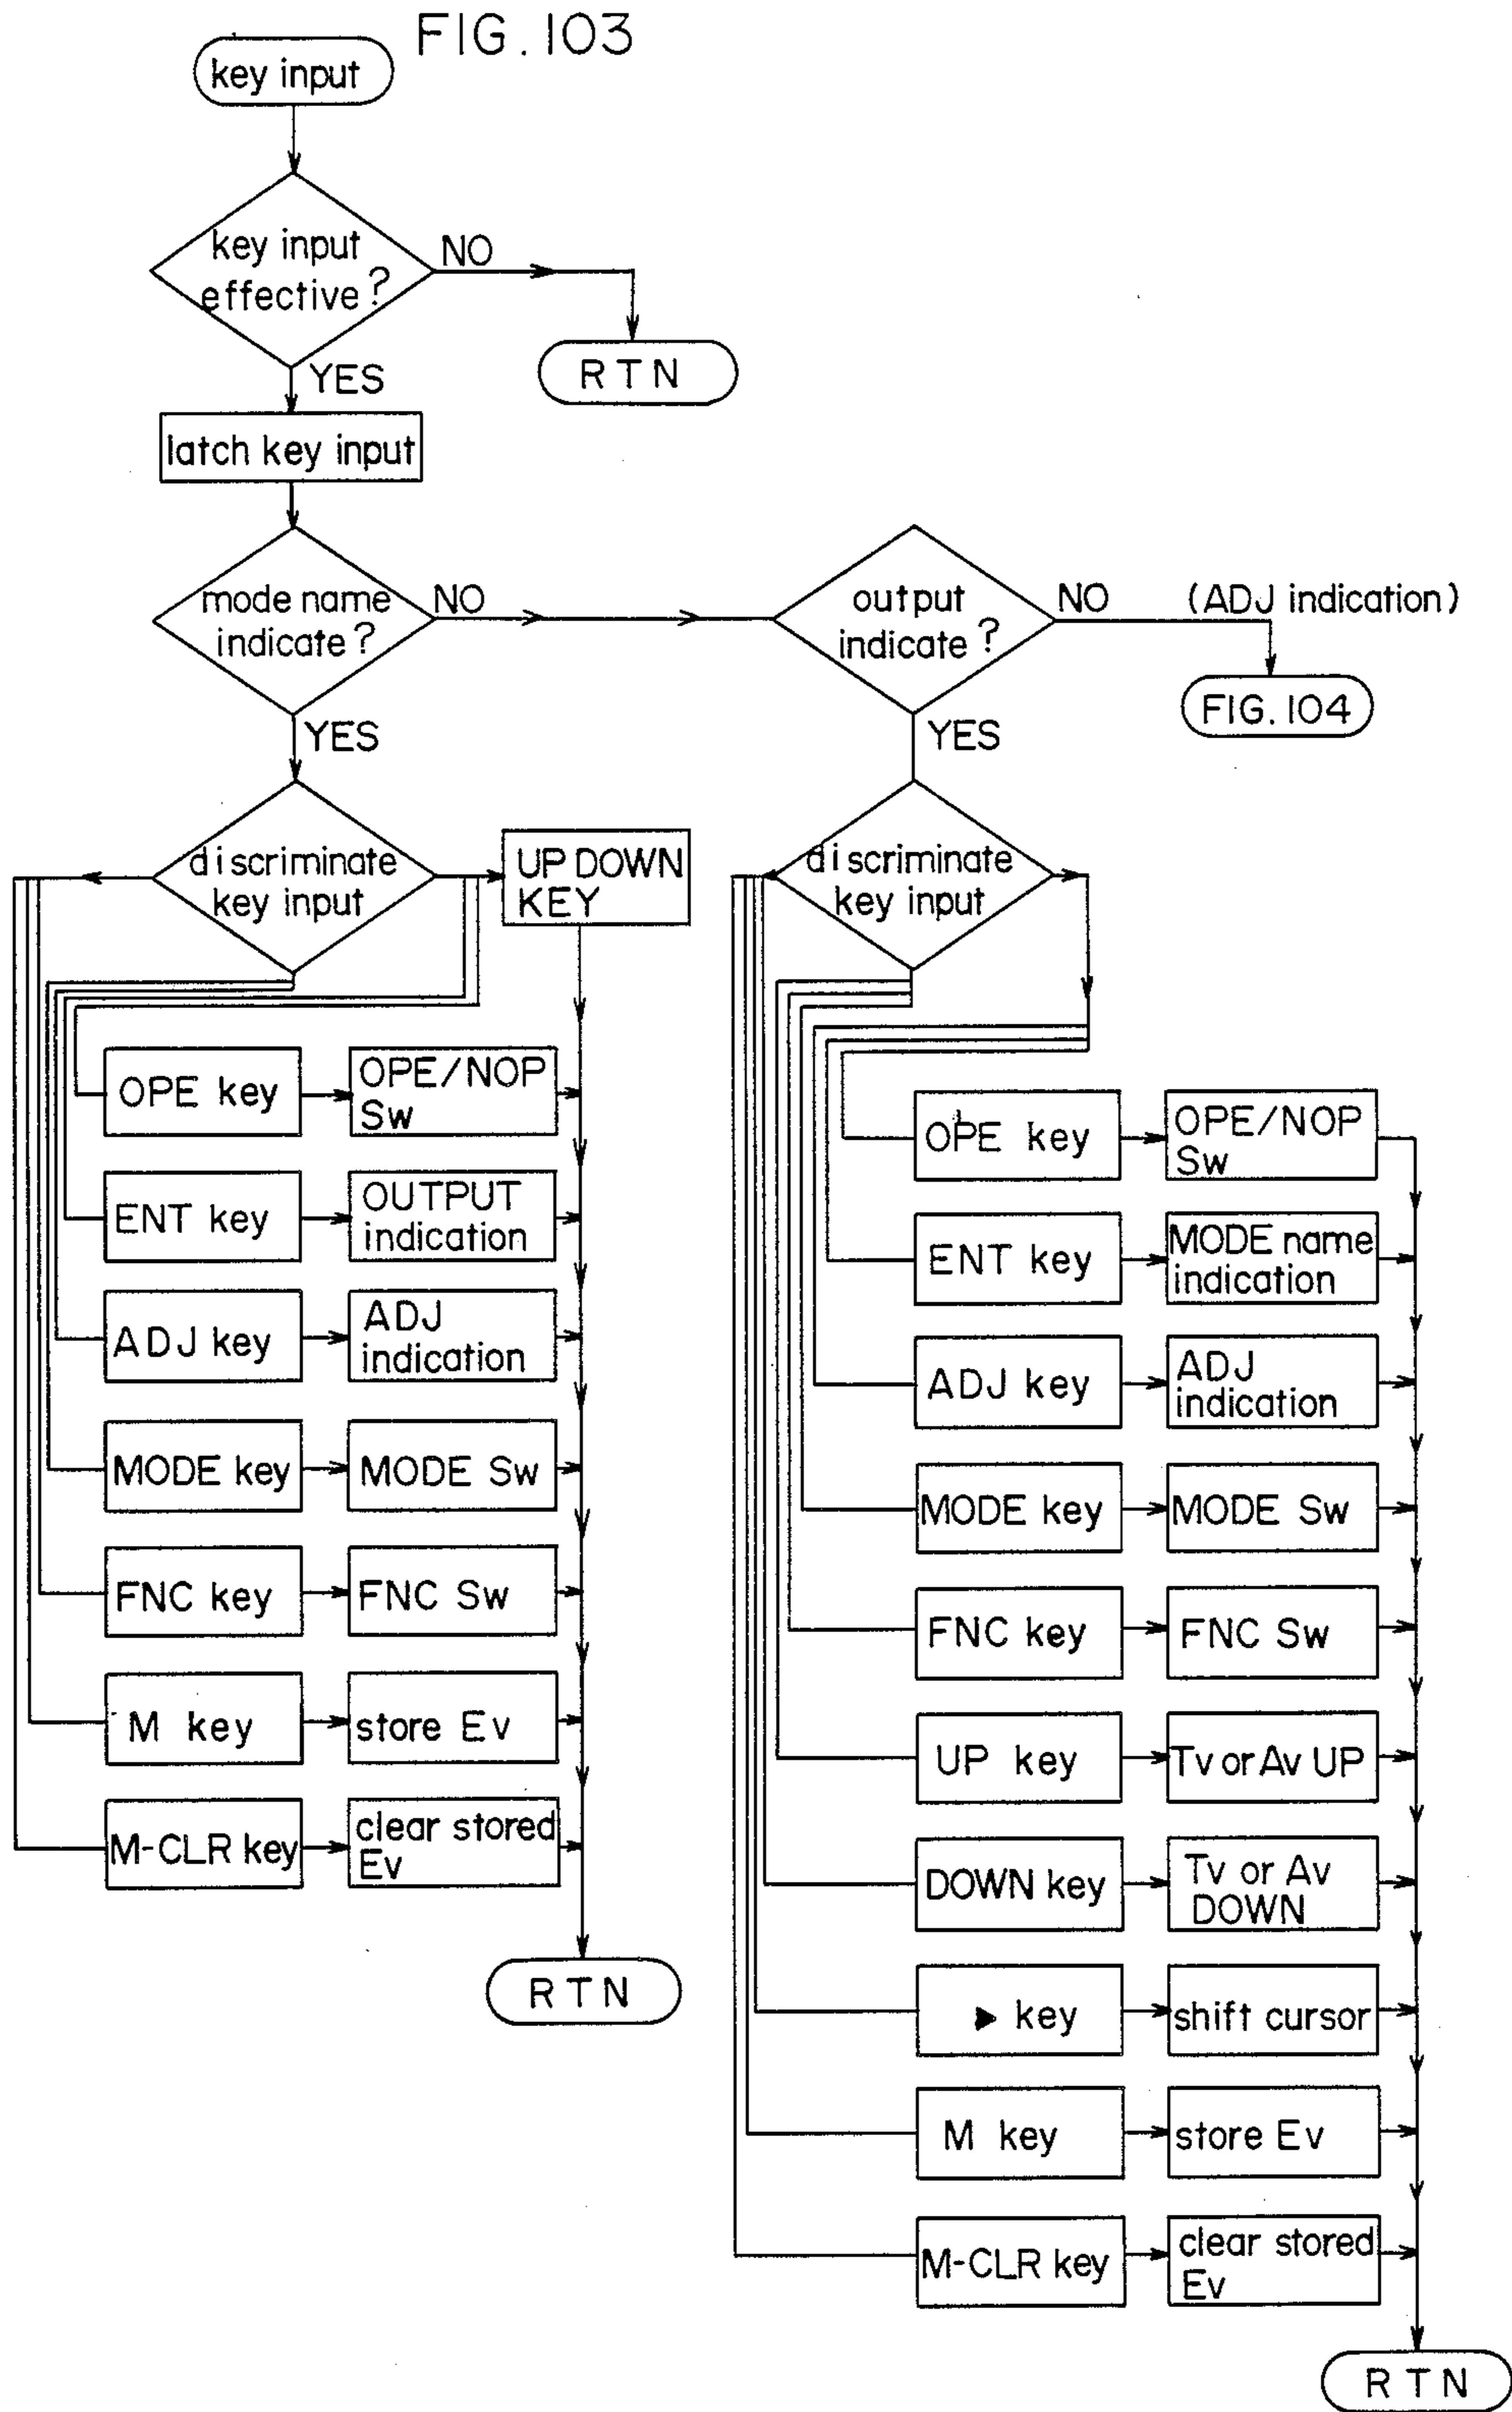 FIG. 103
key input
key input
effective?
NO
RTN
YES
latch key input
mode name
indicate?
NO
output
indicate?
NO
(ADJ indication)
FIG. 104
YES
YES
discriminate
key input
UP DOWN
KEY
OPE key
OPE/NOP
Sw
ENT key
OUTPUT
indication
ADJ key
ADJ
indication
MODE key
MODE Sw
FNC key
FNC Sw
M key
store Ev
M-CLR key
clear stored
Ev
RTN
discriminate
key input
OPE key
OPE/NOP
Sw
ENT key
MODE name
indication
ADJ key
ADJ
indication
MODE key
MODE Sw
FNC key
FNC Sw
UP key
Tv or Av UP
DOWN key
Tv or Av
DOWN
▶ key
shift cursor
M key
store Ev
M-CLR key
clear stored
Ev
RTN